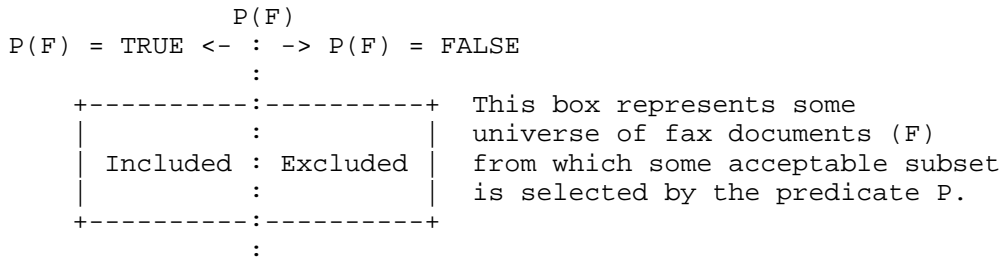 P(F)
P(F) = TRUE <- : -> P(F) = FALSE
                :
    +----------:----------+  This box represents some
    |          :          |  universe of fax documents (F)
    | Included : Excluded |  from which some acceptable subset
    |          :          |  is selected by the predicate P.
    +----------:----------+
               :